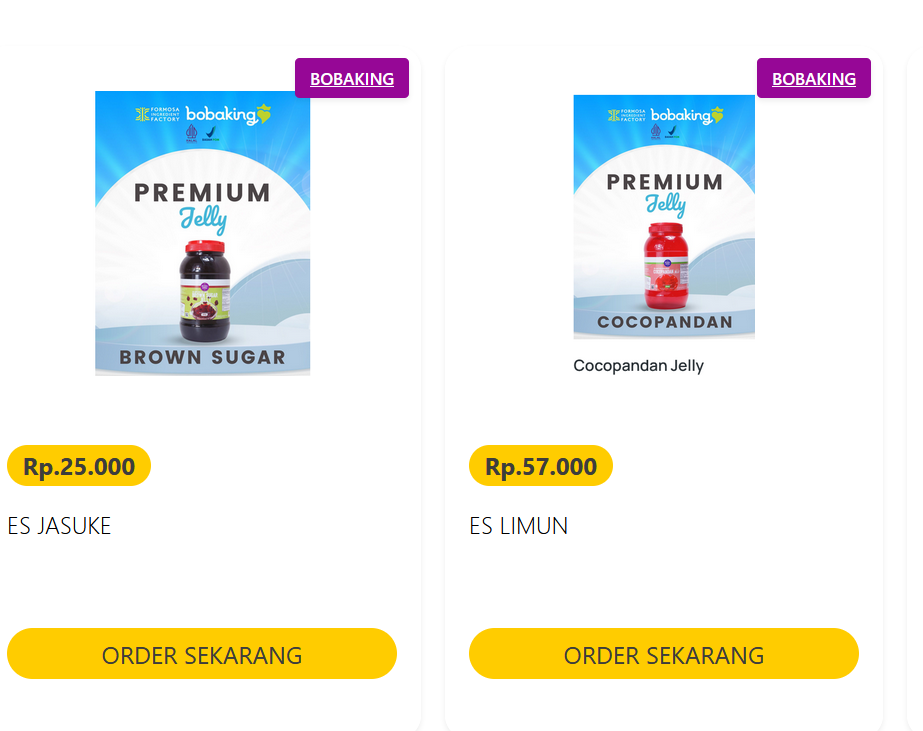 BOBAKING
FORMOSA
INGREDIENT
FACTORY
bobaking
PREMIUM
Jelly
BROWN SUGAR
Rp.25.000
ES JASUKE
ORDER SEKARANG
BOBAKING
FORMOSA
INGREDIENT
FACTORY
bobaking
PREMIUM
Jelly
COCOPANDAN
Cocopandan Jelly
Rp.57.000
ES LIMUN
ORDER SEKARANG